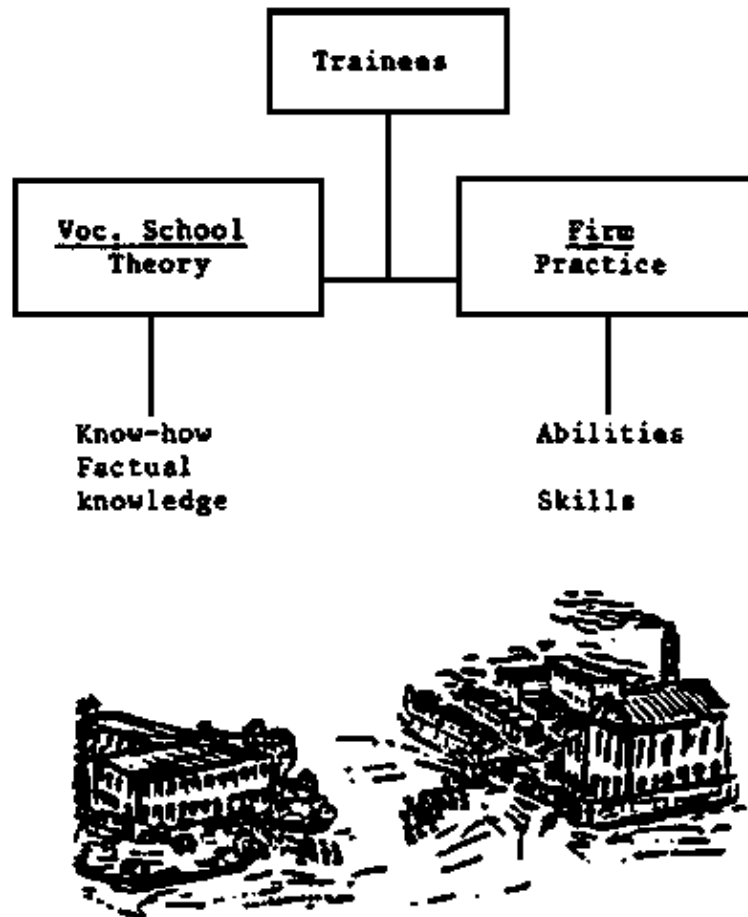 Trainees
Voc. School
Theory
Firm
Practice
Know-how
Factual
knowledge
Abilities
Skills